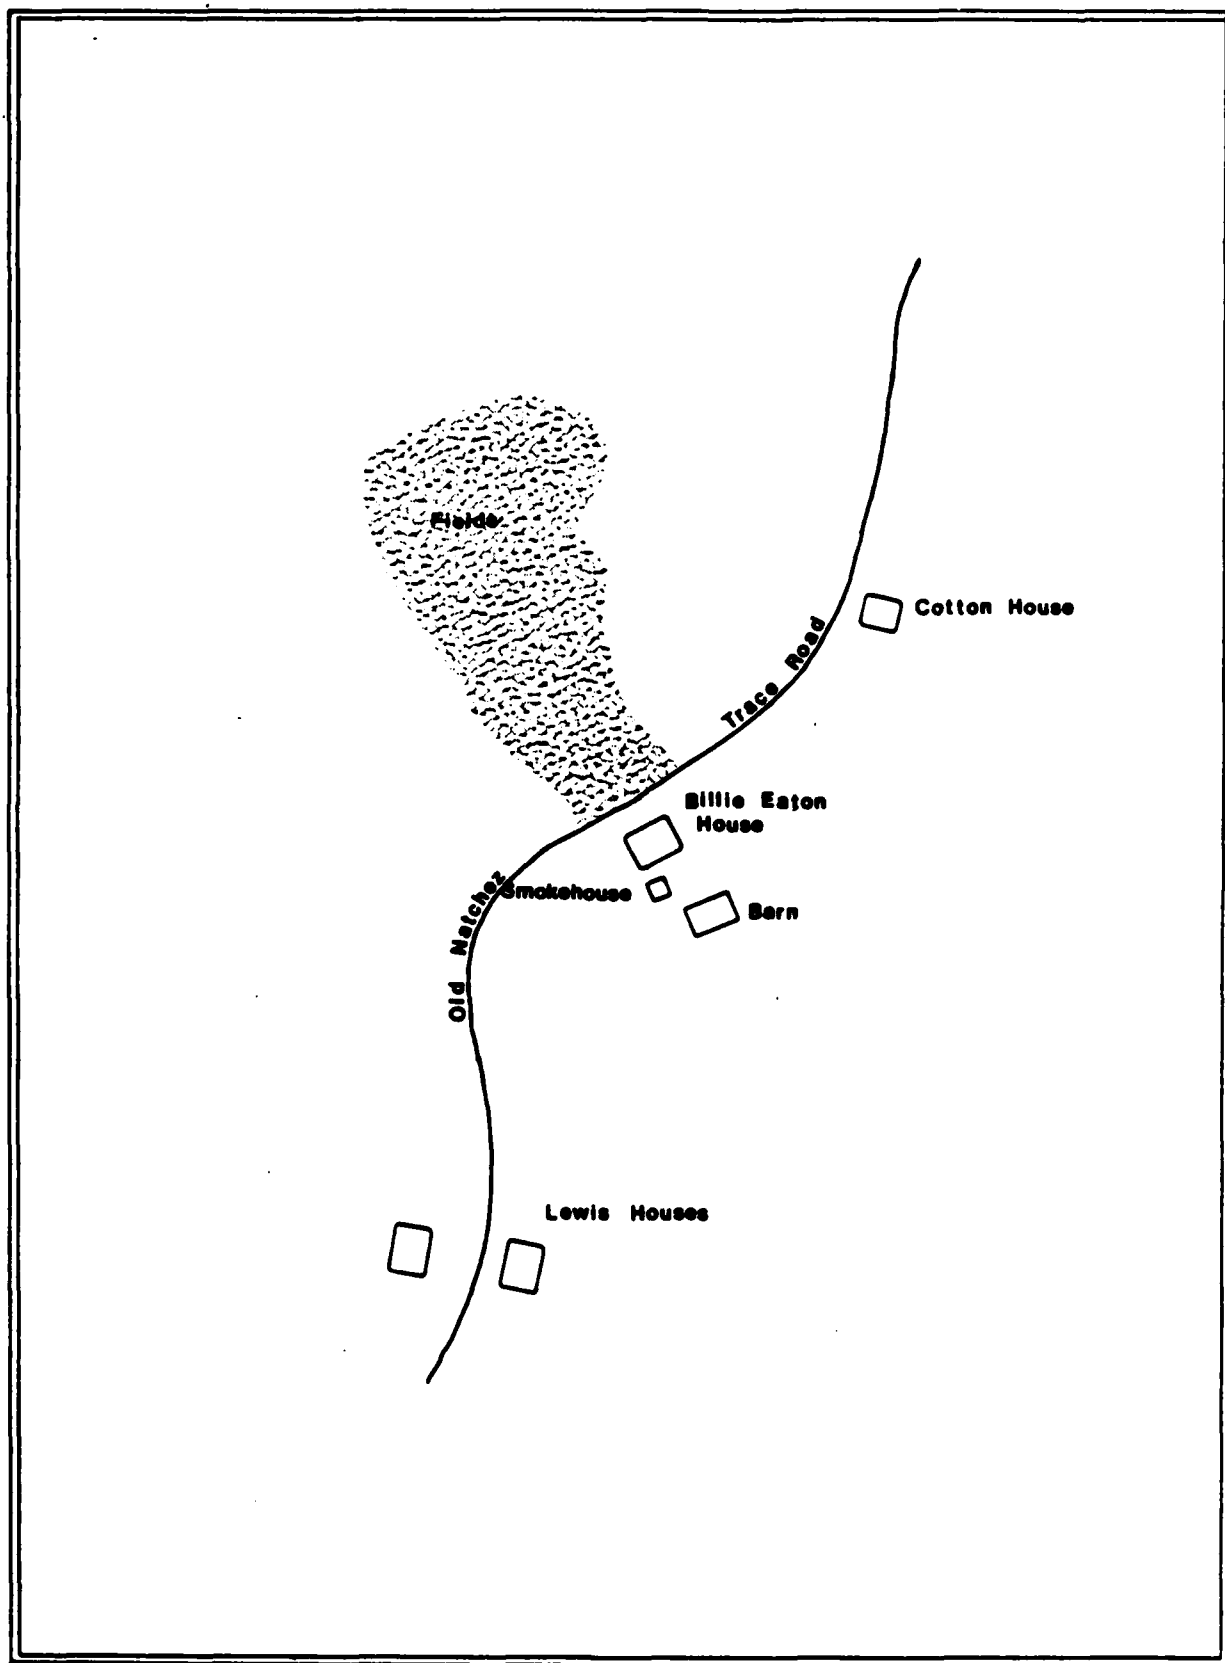 Fields
Cotton House
Old Natchez Trace Road
Billie Eaton
House
Smokehouse
Barn
Lewis Houses